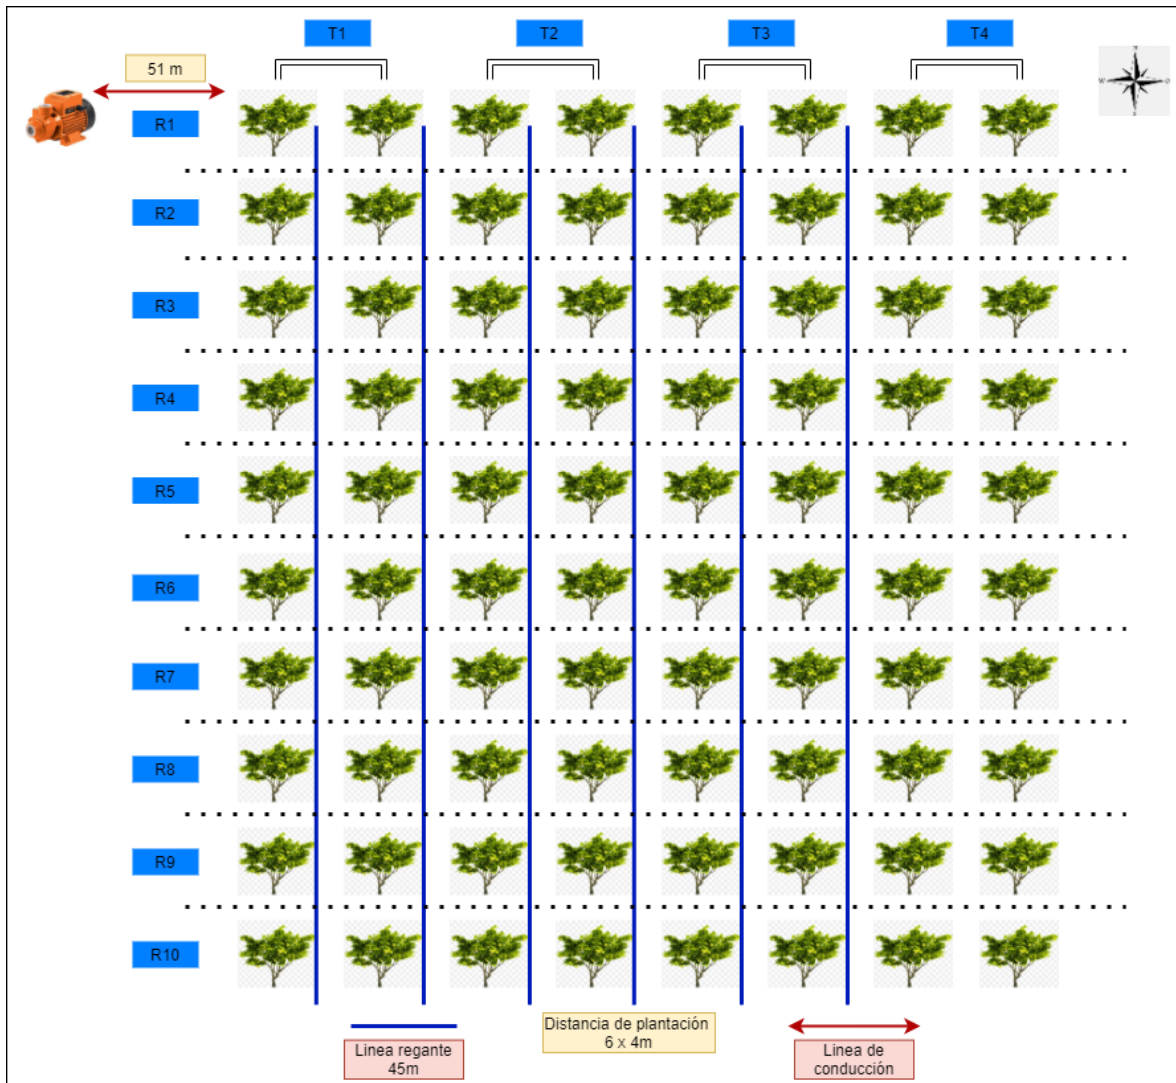 T1
T2
T3
T4
51 m
R1
R2
R3
R4
R5
R6
R7
R8
R9
R10
Distancia de plantación
6 x 4m
Linea regante
45m
Linea de
conducción